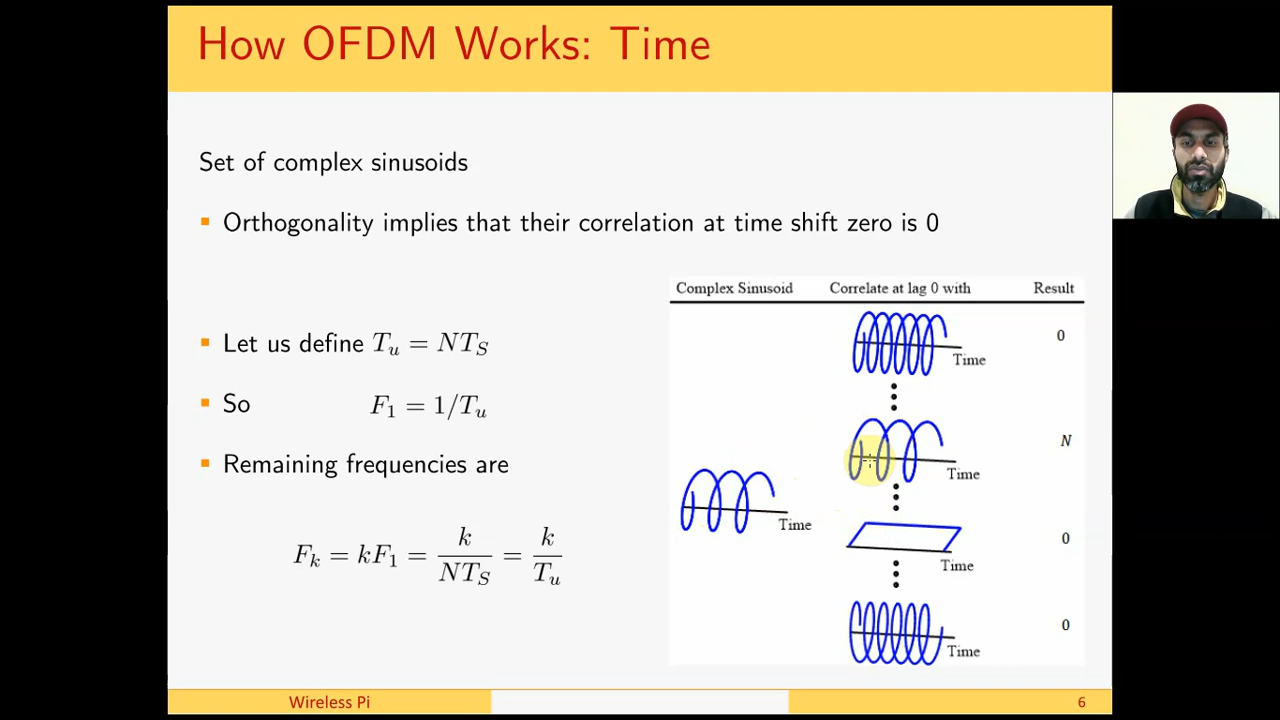 How OFDM Works: Time
Set of complex sinusoids
▪ Orthogonality implies that their correlation at time shift zero is 0
▪ Let us define T_u = NT_S
▪ So F_1 = 1/T_u
▪ Remaining frequencies are
F_k = kF_1 = k/NT_S = k/T_u
Complex Sinusoid Correlate at lag 0 with Result
0
Time
N
Time
Time
0
Time
0
Time
Wireless Pi 6